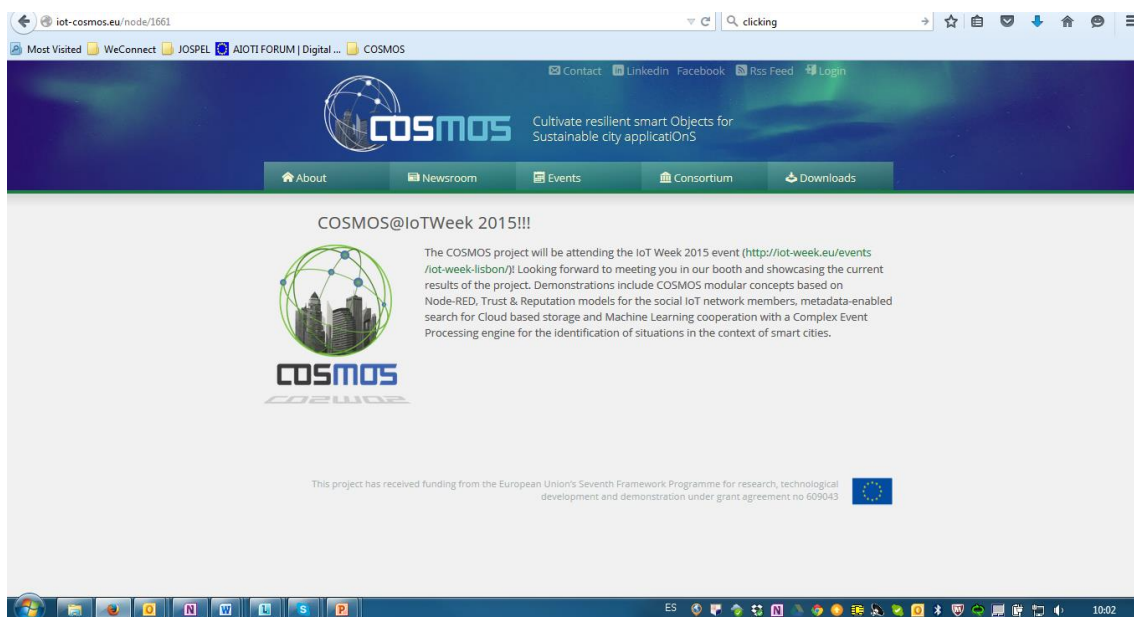 iot-cosmos.eu/node/1661
clicking
Most Visited WeConnect JOSPEL AIOTI FORUM | Digital ... COSMOS
Contact Linkedin Facebook Rss Feed Login
COSMOS
Cultivate resilient smart Objects for
Sustainable city applicatiOnS
About Newsroom Events Consortium Downloads
COSMOS@IoTWeek 2015!!!
The COSMOS project will be attending the IoT Week 2015 event (http://iot-week.eu/events
/iot-week-lisbon/)! Looking forward to meeting you in our booth and showcasing the current
results of the project. Demonstrations include COSMOS modular concepts based on
Node-RED, Trust & Reputation models for the social IoT network members, metadata-enabled
search for Cloud based storage and Machine Learning cooperation with a Complex Event
Processing engine for the identification of situations in the context of smart cities.
COSMOS
This project has received funding from the European Union's Seventh Framework Programme for research, technological
development and demonstration under grant agreement no 609043
ES 10:02